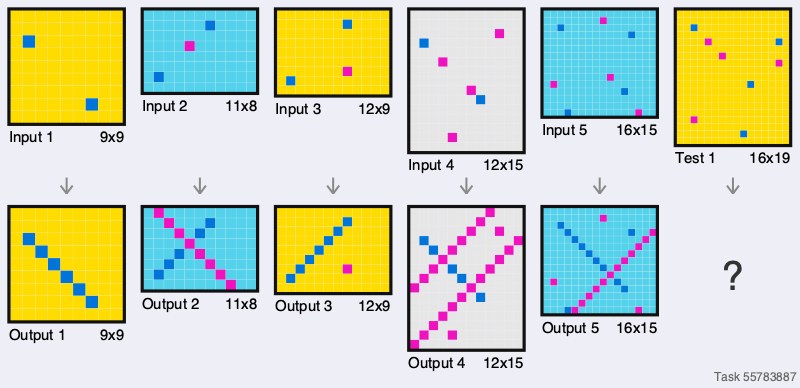 Input 1 9x9
Input 2 11x8
Input 3 12x9
Input 4 12x15
Input 5 16x15
Test 1 16x19
Output 1 9x9
Output 2 11x8
Output 3 12x9
Output 4 12x15
Output 5 16x15
?
Task 55783887